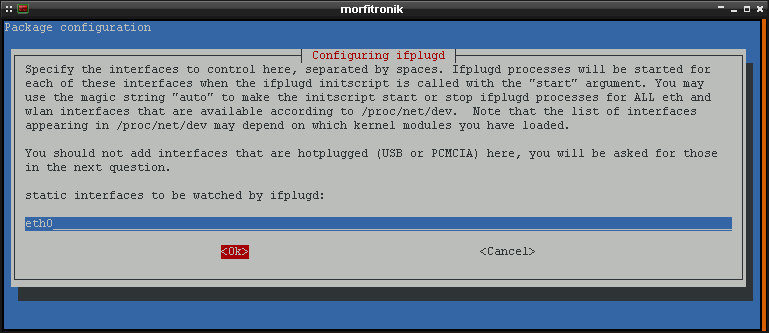 morfitronik
Package configuration
Configuring ifplugd
Specify the interfaces to control here, separated by spaces. Ifplugd processes will be started for
each of these interfaces when the ifplugd initscript is called with the "start" argument. You may
use the magic string "auto" to make the initscript start or stop ifplugd processes for ALL eth and
wlan interfaces that are available according to /proc/net/dev.  Note that the list of interfaces
appearing in /proc/net/dev may depend on which kernel modules you have loaded.
You should not add interfaces that are hotplugged (USB or PCMCIA) here, you will be asked for those
in the next question.
static interfaces to be watched by ifplugd:
eth0
<Ok> <Cancel>